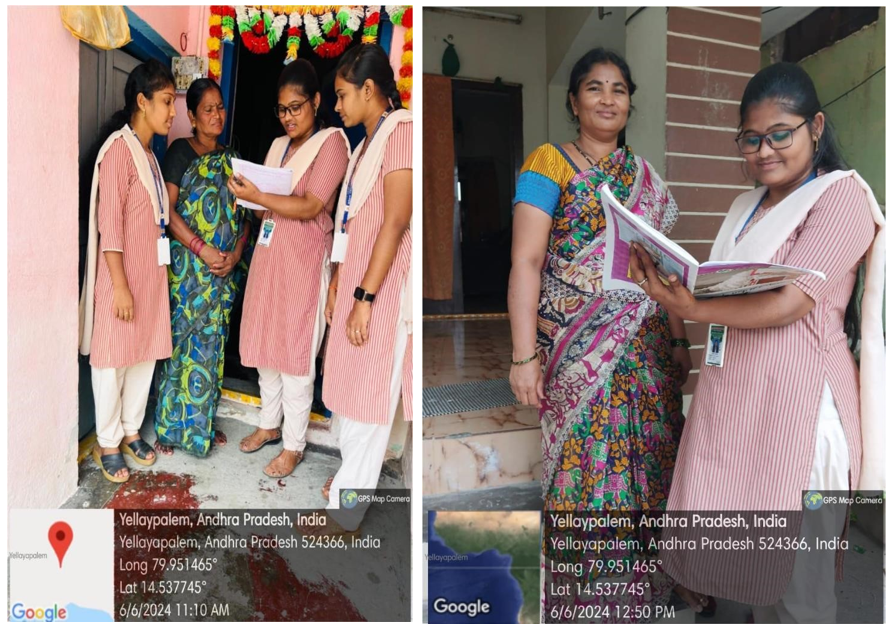 GPS Map Camera
Yellaypalem, Andhra Pradesh, India
Yellayapalem, Andhra Pradesh 524366, India
Long 79.951465°
Lat 14.537745°
6/6/2024 11:10 AM
Yellayapalem
Google
GPS Map Camera
Yellaypalem, Andhra Pradesh, India
Yellayapalem, Andhra Pradesh 524366, India
Long 79.951465°
Lat 14.537745°
6/6/2024 12:50 PM
Yellayapalem
Google